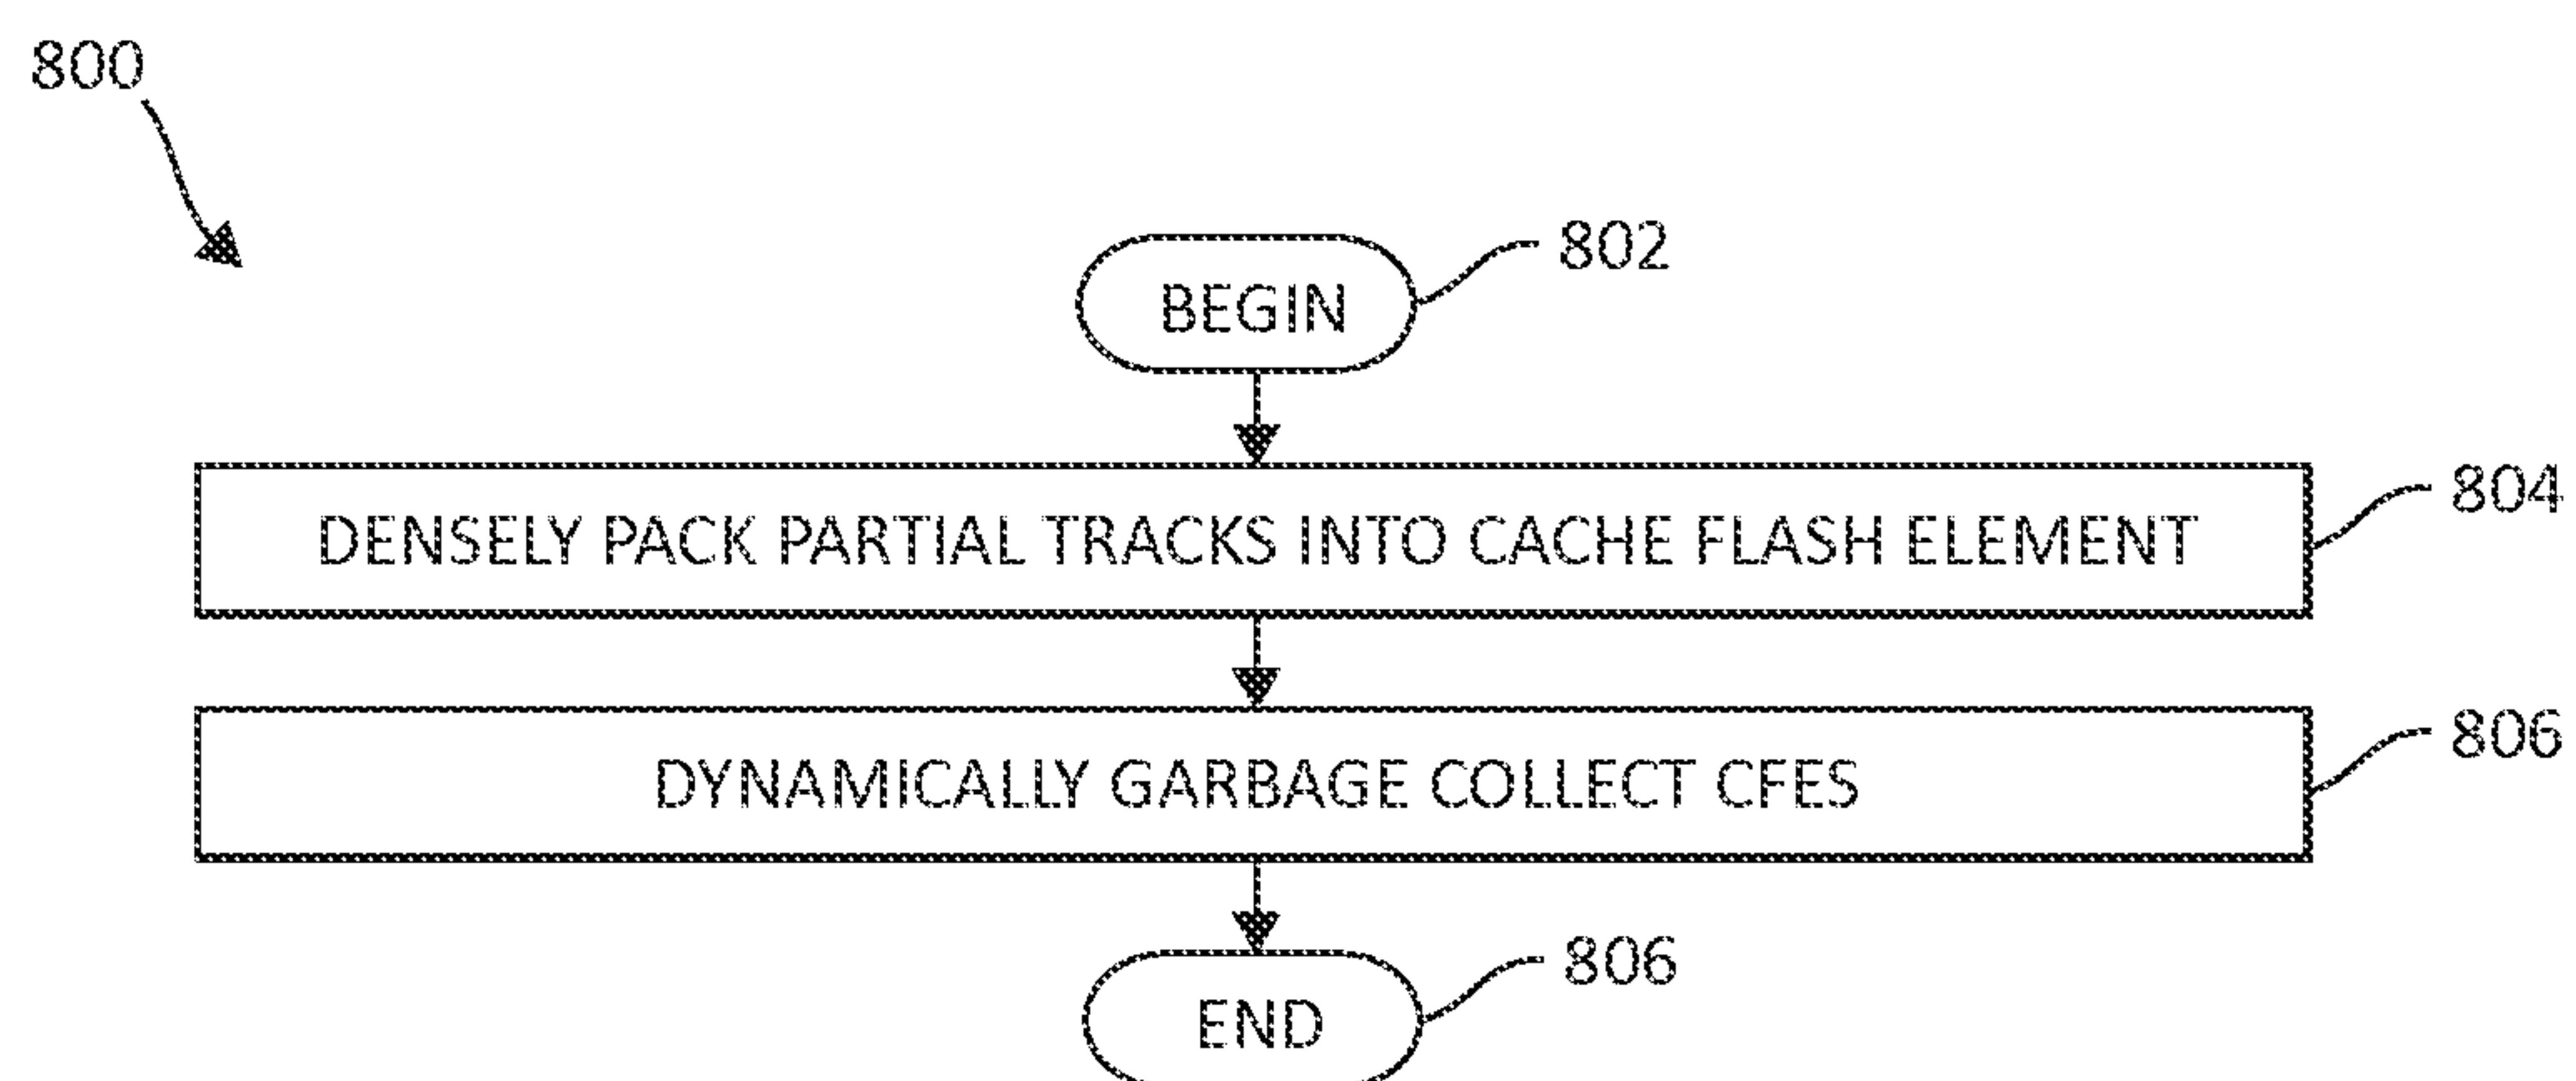 800
802
BEGIN
804
DENSELY PACK PARTIAL TRACKS INTO CACHE FLASH ELEMENT
806
DYNAMICALLY GARBAGE COLLECT CFES
806
END